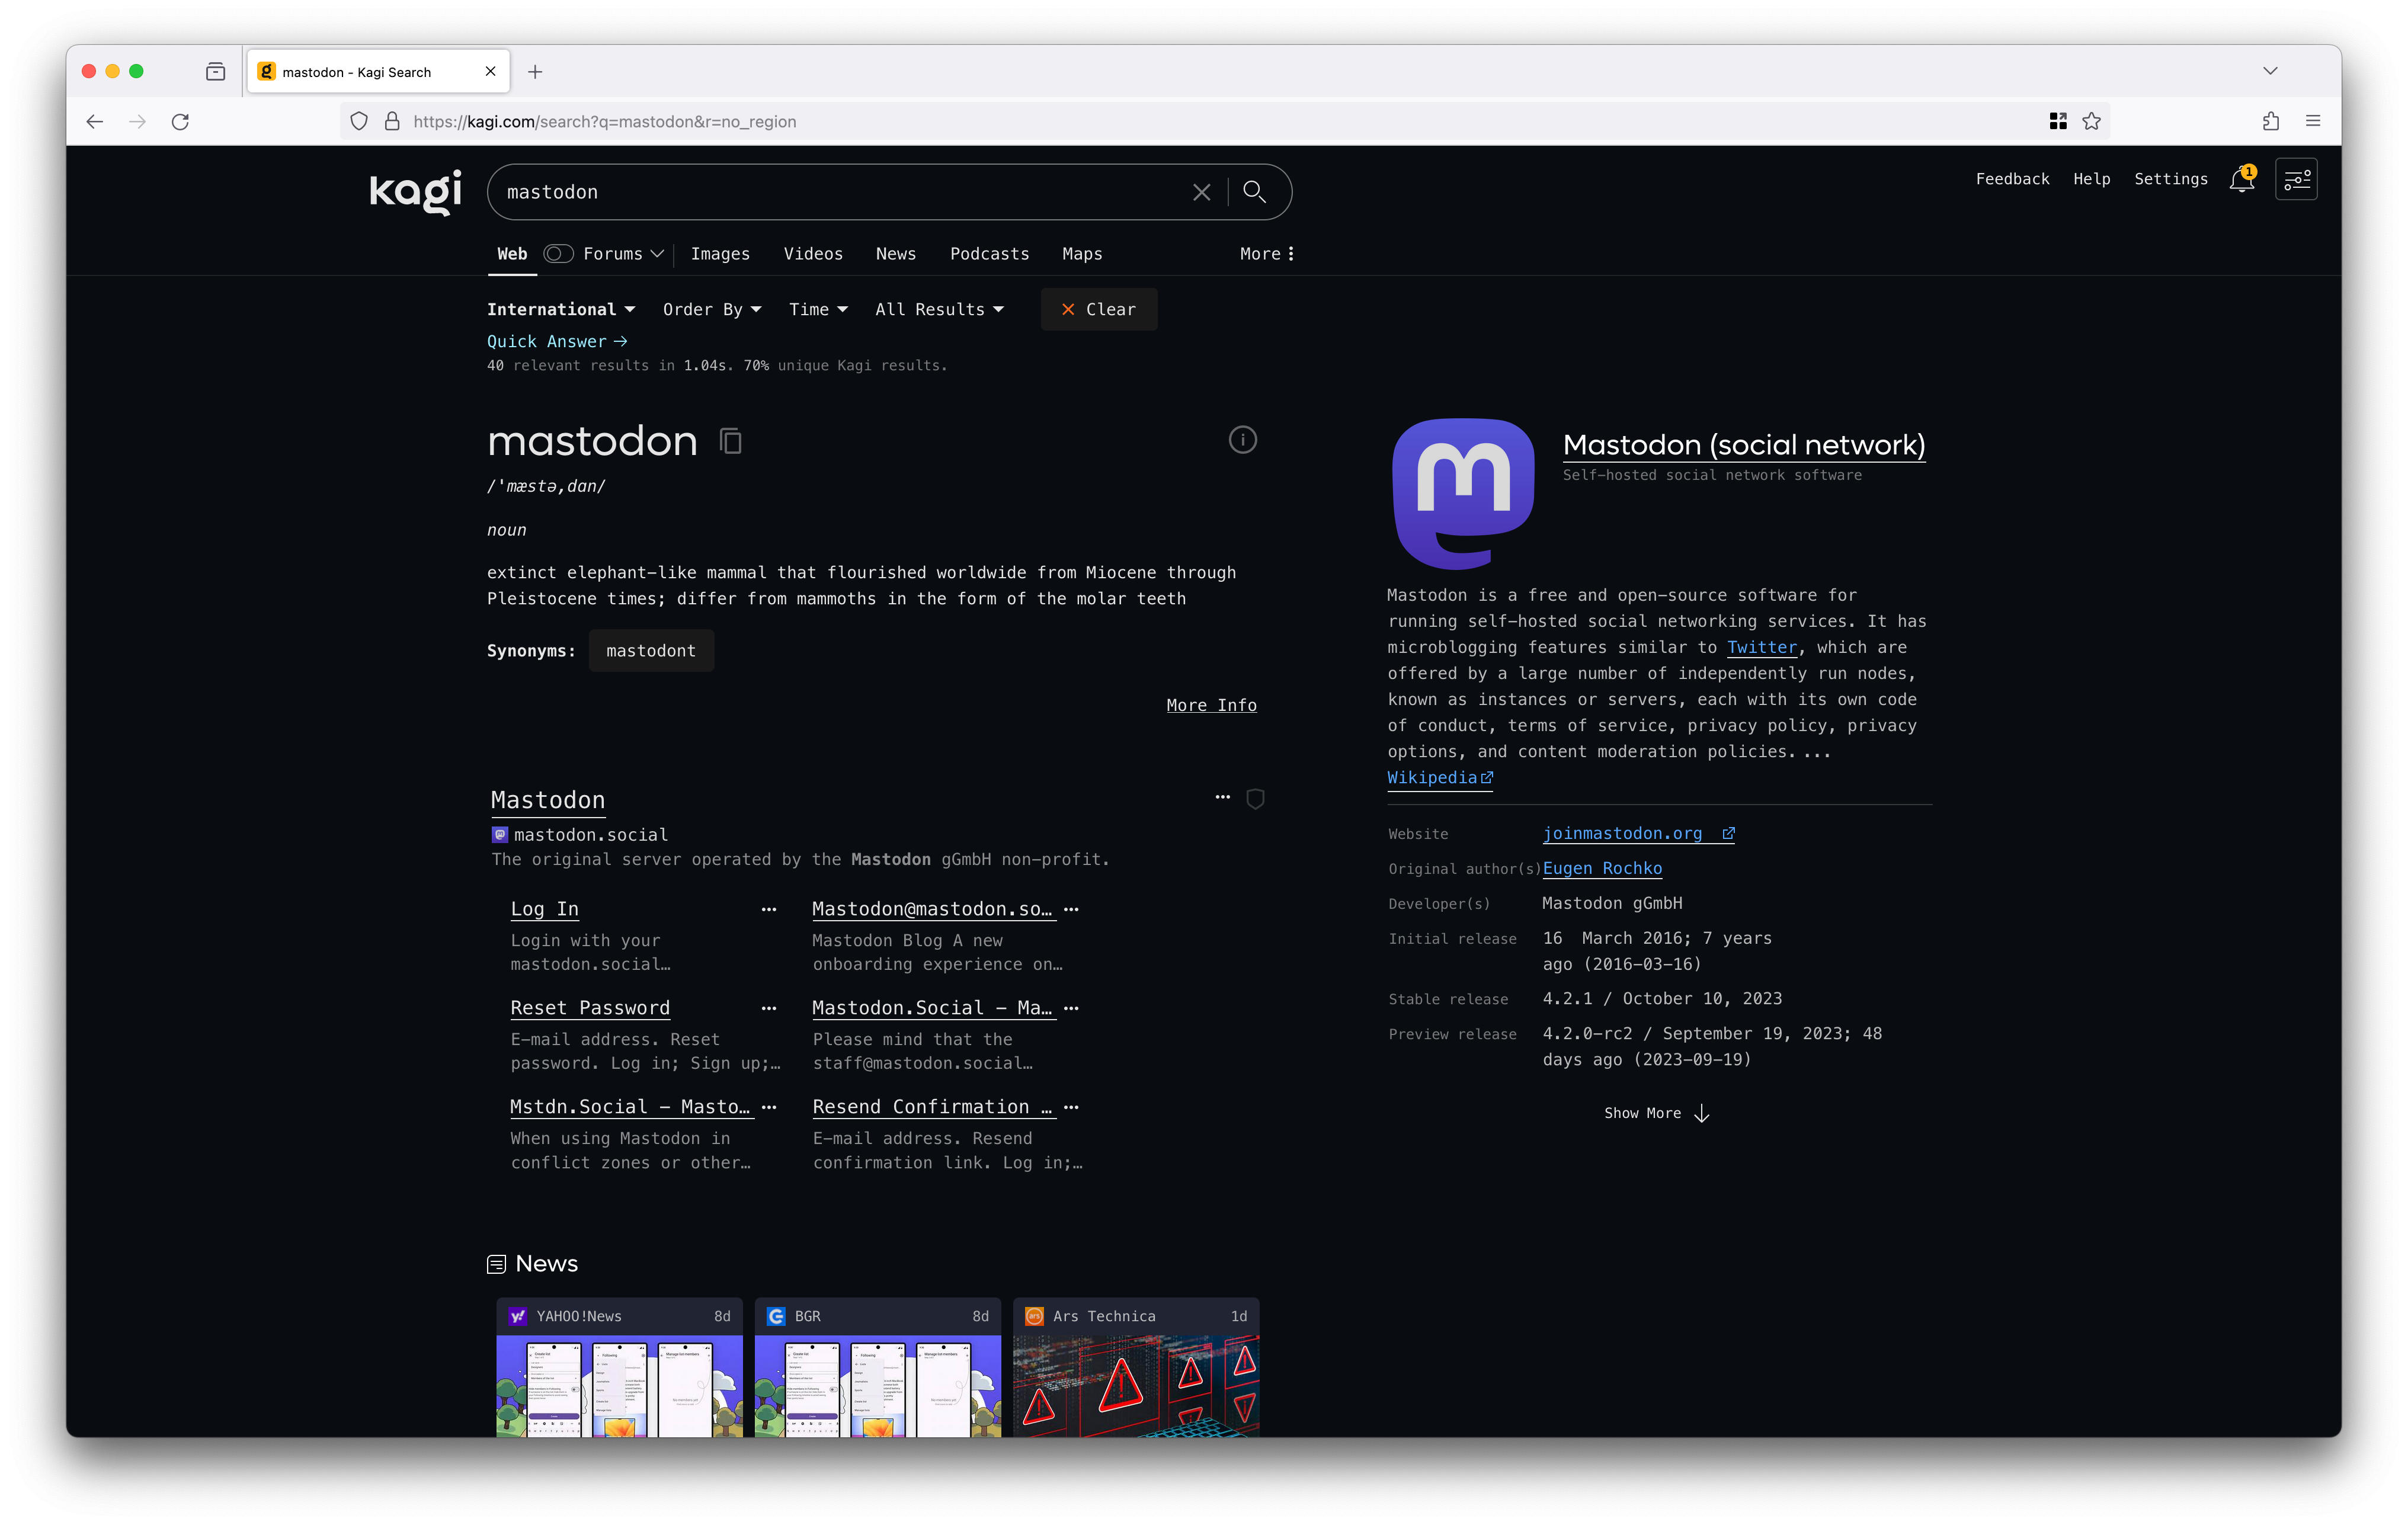 mastodon - Kagi Search
https://kagi.com/search?q=mastodon&r=no_region
kagi
mastodon
Feedback Help Settings 1
Web Forums Images Videos News Podcasts Maps More
International Order By Time All Results Clear
Quick Answer
40 relevant results in 1.04s. 70% unique Kagi results.
mastodon
/ˈmæstəˌdɑn/
noun
extinct elephant-like mammal that flourished worldwide from Miocene through
Pleistocene times; differ from mammoths in the form of the molar teeth
Synonyms: mastodont
More Info
Mastodon
mastodon.social
The original server operated by the Mastodon gGmbH non-profit.
Log In
Login with your
mastodon.social…
Mastodon@mastodon.so…
Mastodon Blog A new
onboarding experience on…
Reset Password
E-mail address. Reset
password. Log in; Sign up;…
Mastodon.Social - Ma…
Please mind that the
staff@mastodon.social…
Mstdn.Social - Masto…
When using Mastodon in
conflict zones or other…
Resend Confirmation …
E-mail address. Resend
confirmation link. Log in;…
News
YAHOO!News 8d
BGR 8d
Ars Technica 1d
Mastodon (social network)
Self-hosted social network software
Mastodon is a free and open-source software for
running self-hosted social networking services. It has
microblogging features similar to Twitter, which are
offered by a large number of independently run nodes,
known as instances or servers, each with its own code
of conduct, terms of service, privacy policy, privacy
options, and content moderation policies. ...
Wikipedia
Website joinmastodon.org
Original author(s) Eugen Rochko
Developer(s) Mastodon gGmbH
Initial release 16 March 2016; 7 years
ago (2016-03-16)
Stable release 4.2.1 / October 10, 2023
Preview release 4.2.0-rc2 / September 19, 2023; 48
days ago (2023-09-19)
Show More